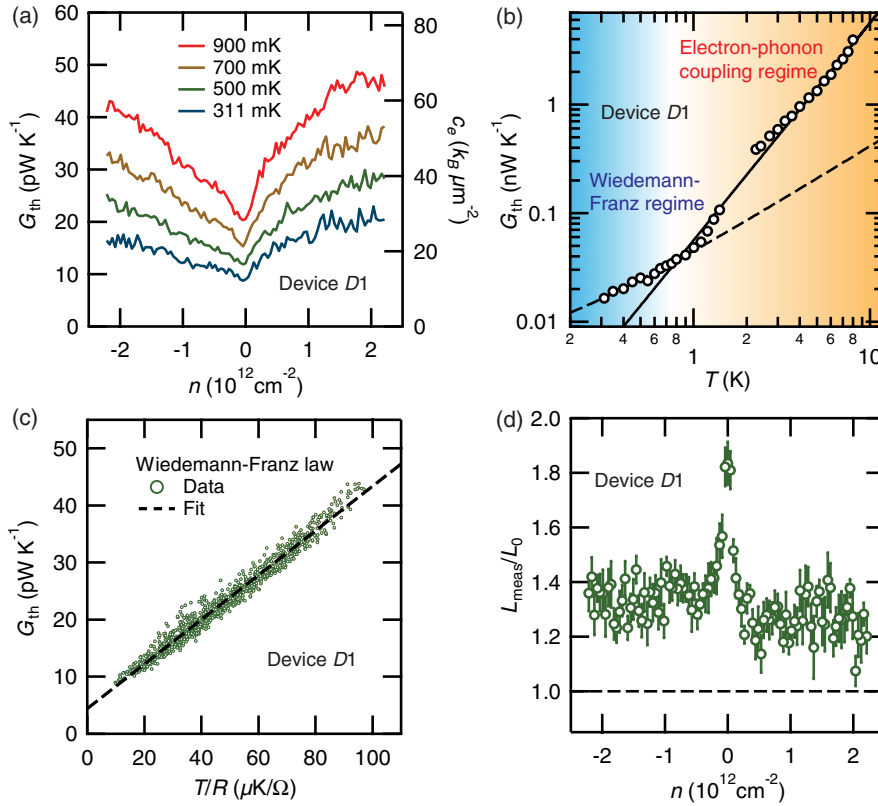 (a)
60
50
40
30
20
10
0
G_th (pW K⁻¹)
900 mK
700 mK
500 mK
311 mK
Device D1
80
60
40
20
0
c_e (k_B μm⁻²)
-2 -1 0 1 2
n (10¹²cm⁻²)
(b)
1
0.1
0.01
G_th (nW K⁻¹)
Electron-phonon
coupling regime
Device D1
Wiedemann-
Franz regime
2 4 6 8 1 2 4 6 8 10
T (K)
(c)
50
40
30
20
10
0
G_th (pW K⁻¹)
Wiedemann-Franz law
Data
Fit
Device D1
0 20 40 60 80 100
T/R (μK/Ω)
(d)
2.0
1.8
1.6
1.4
1.2
1.0
L_meas/L_0
Device D1
-2 -1 0 1 2
n (10¹²cm⁻²)